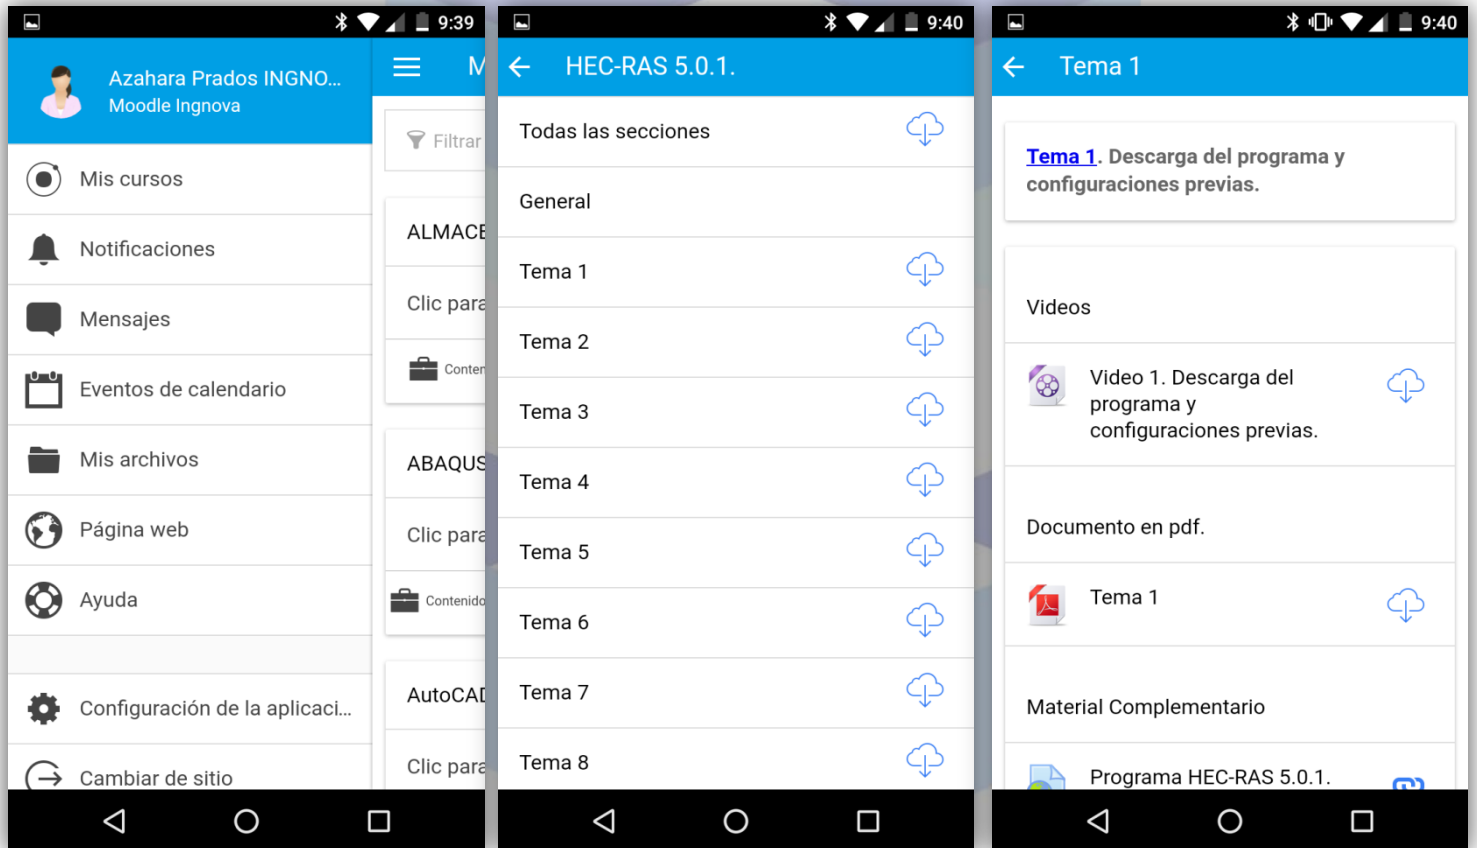 9:39
Azahara Prados INGNO...
Moodle Ingnova
Mis cursos
Notificaciones
Mensajes
Eventos de calendario
Mis archivos
Página web
Ayuda
Configuración de la aplicaci...
Cambiar de sitio
M
Filtrar
ALMACE
Clic para
Conten
ABAQUS
Clic para
Contenido
AutoCAD
Clic para
9:40
HEC-RAS 5.0.1.
Todas las secciones
General
Tema 1
Tema 2
Tema 3
Tema 4
Tema 5
Tema 6
Tema 7
Tema 8
9:40
Tema 1
Tema 1. Descarga del programa y
configuraciones previas.
Videos
Video 1. Descarga del
programa y
configuraciones previas.
Documento en pdf.
Tema 1
Material Complementario
Programa HEC-RAS 5.0.1.